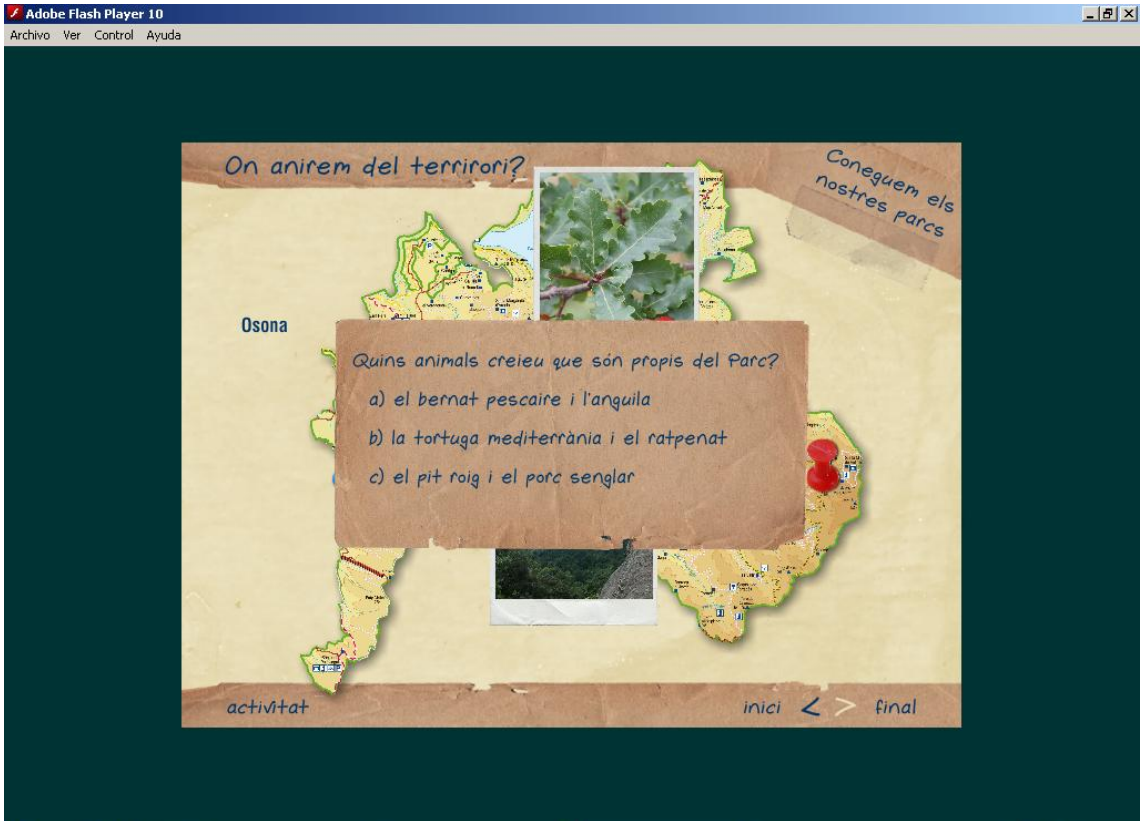 Adobe Flash Player 10
Archivo Ver Control Ayuda
On anirem del terrirori?
Coneguem els
nostres parcs
Osona
Quins animals creieu que són propis del Parc?
a) el bernat pescaire i l'anguila
b) la tortuga mediterrània i el ratpenat
c) el pit roig i el porc senglar
activitat
inici < > final